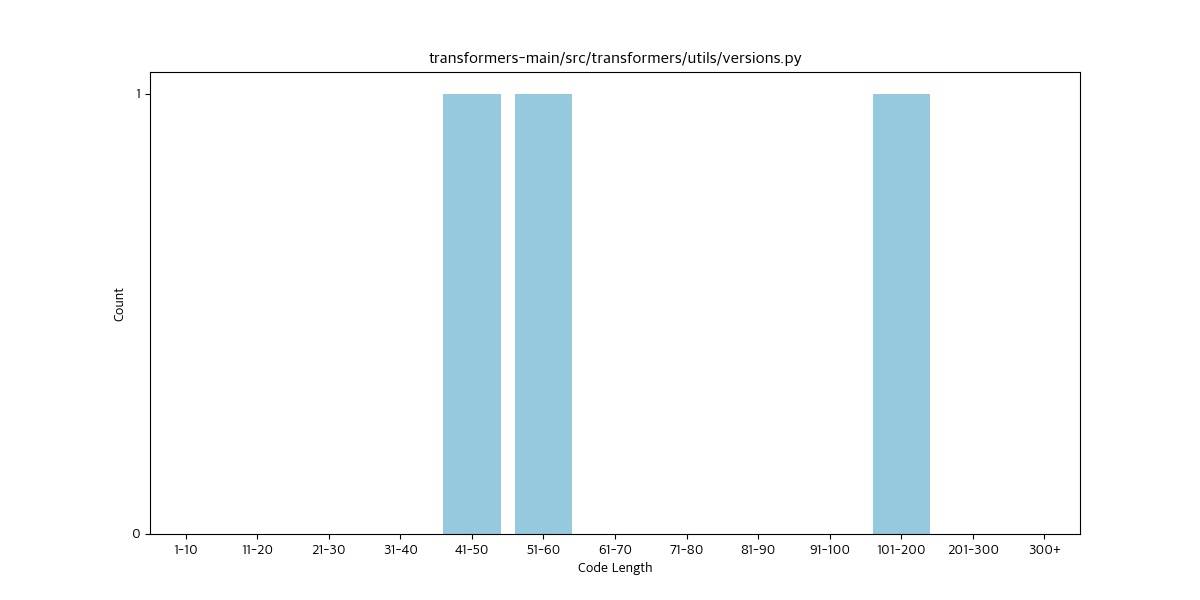 transformers-main/src/transformers/utils/versions.py
1
Count
0
1-10 11-20 21-30 31-40 41-50 51-60 61-70 71-80 81-90 91-100 101-200 201-300 300+
Code Length